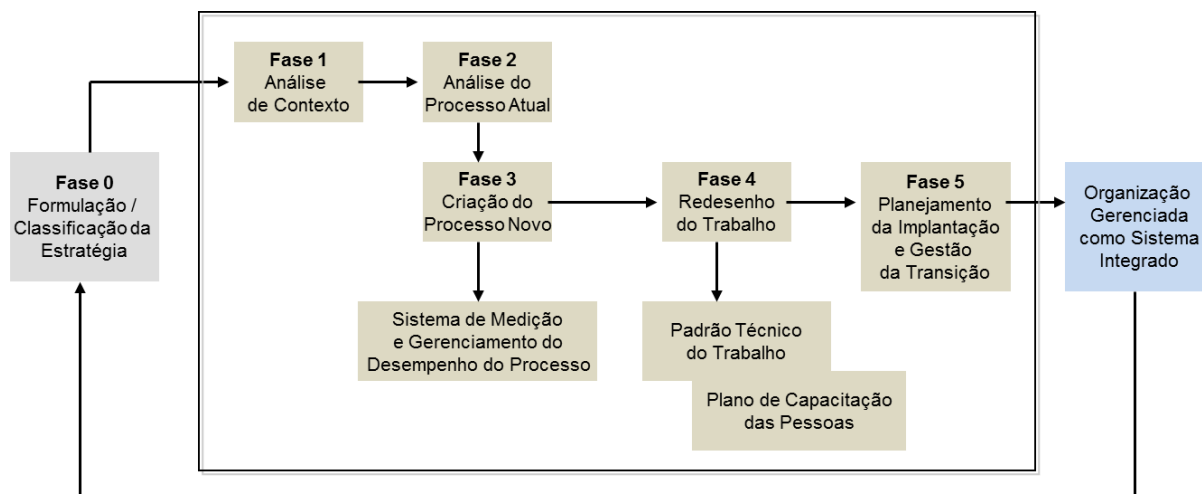 Fase 1
Análise
de Contexto
Fase 2
Análise do
Processo Atual
Fase 0
Formulação /
Classificação da
Estratégia
Fase 3
Criação do
Processo Novo
Fase 4
Redesenho
do Trabalho
Fase 5
Planejamento
da Implantação
e Gestão
da Transição
Organização
Gerenciada
como Sistema
Integrado
Sistema de Medição
e Gerenciamento do
Desempenho do Processo
Padrão Técnico
do Trabalho
Plano de Capacitação
das Pessoas